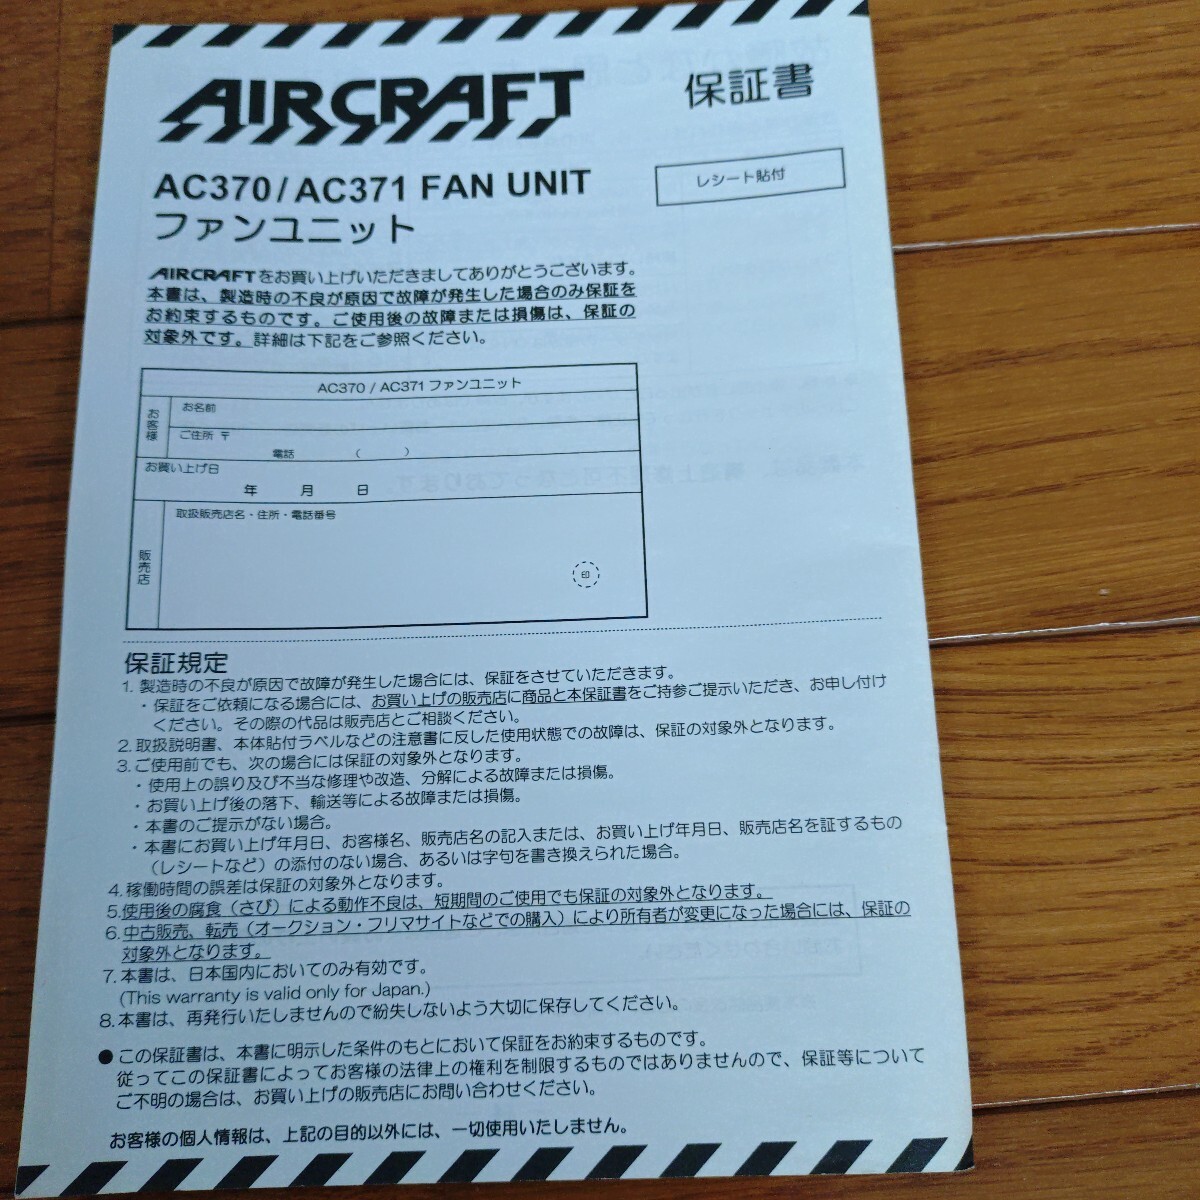 AIRCRAFT
保証書
AC370 / AC371 FAN UNIT
ファンユニット
レシート貼付
AIRCRAFTをお買い上げいただきましてありがとうございます。
本書は、製造時の不良が原因で故障が発生した場合のみ保証を
お約束するものです。ご使用後の故障または損傷は、保証の
対象外です。詳細は下記をご参照ください。
AC370 / AC371 ファンユニット
お客様
お名前
ご住所 〒
電話 ( )
お買い上げ日
年 月 日
販売店
取扱販売店名・住所・電話番号
印
保証規定
1. 製造時の不良が原因で故障が発生した場合には、保証をさせていただきます。
・保証をご依頼になる場合には、お買い上げの販売店に商品と本保証書をご持参ご提示いただき、お申し付け
ください。その際の代品は販売店とご相談ください。
2. 取扱説明書、本体貼付ラベルなどの注意書に反した使用状態での故障は、保証の対象外となります。
3. ご使用前でも、次の場合には保証の対象外となります。
・使用上の誤り及び不当な修理や改造、分解による故障または損傷。
・お買い上げ後の落下、輸送等による故障または損傷。
・本書のご提示がない場合。
・本書にお買い上げ年月日、お客様名、販売店名の記入または、お買い上げ年月日、販売店名を証するもの
（レシートなど）の添付のない場合、あるいは字句を書き換えられた場合。
4. 稼働時間の誤差は保証の対象外となります。
5. 使用後の腐食（さび）による動作不良は、短期間のご使用でも保証の対象外となります。
6. 中古販売、転売（オークション・フリマサイトなどでの購入）により所有者が変更になった場合には、保証の
対象外となります。
7. 本書は、日本国内においてのみ有効です。
(This warranty is valid only for Japan.)
8. 本書は、再発行いたしませんので紛失しないよう大切に保存してください。
● この保証書は、本書に明示した条件のもとにおいて保証をお約束するものです。
従ってこの保証書によってお客様の法律上の権利を制限するものではありませんので、保証等について
ご不明の場合は、お買い上げの販売店にお問い合わせください。
お客様の個人情報は、上記の目的以外には、一切使用いたしません。